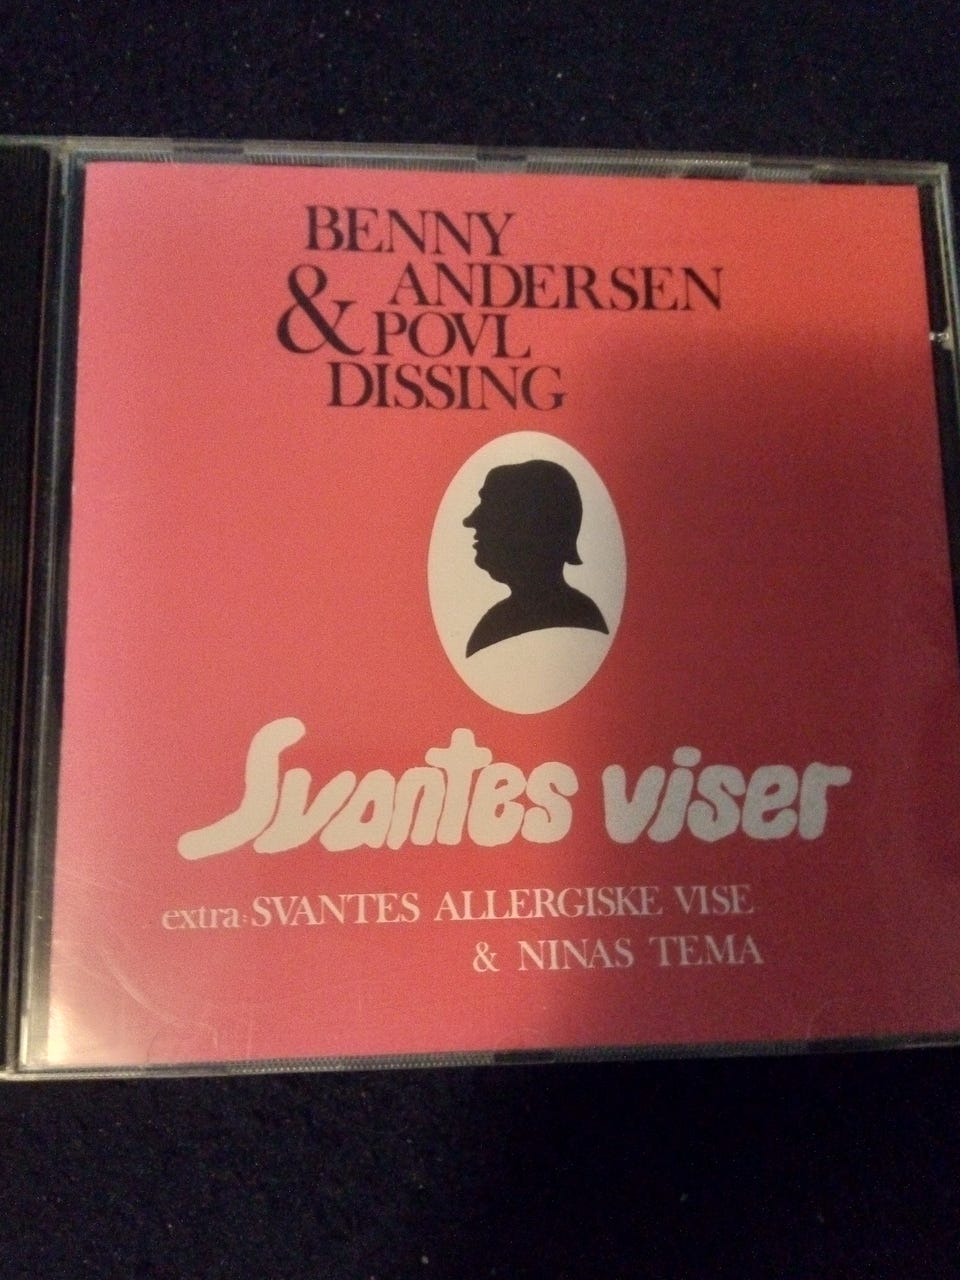 BENNY
ANDERSEN
& POVL
DISSING
Svantes viser
extra: SVANTES ALLERGISKE VISE
& NINAS TEMA